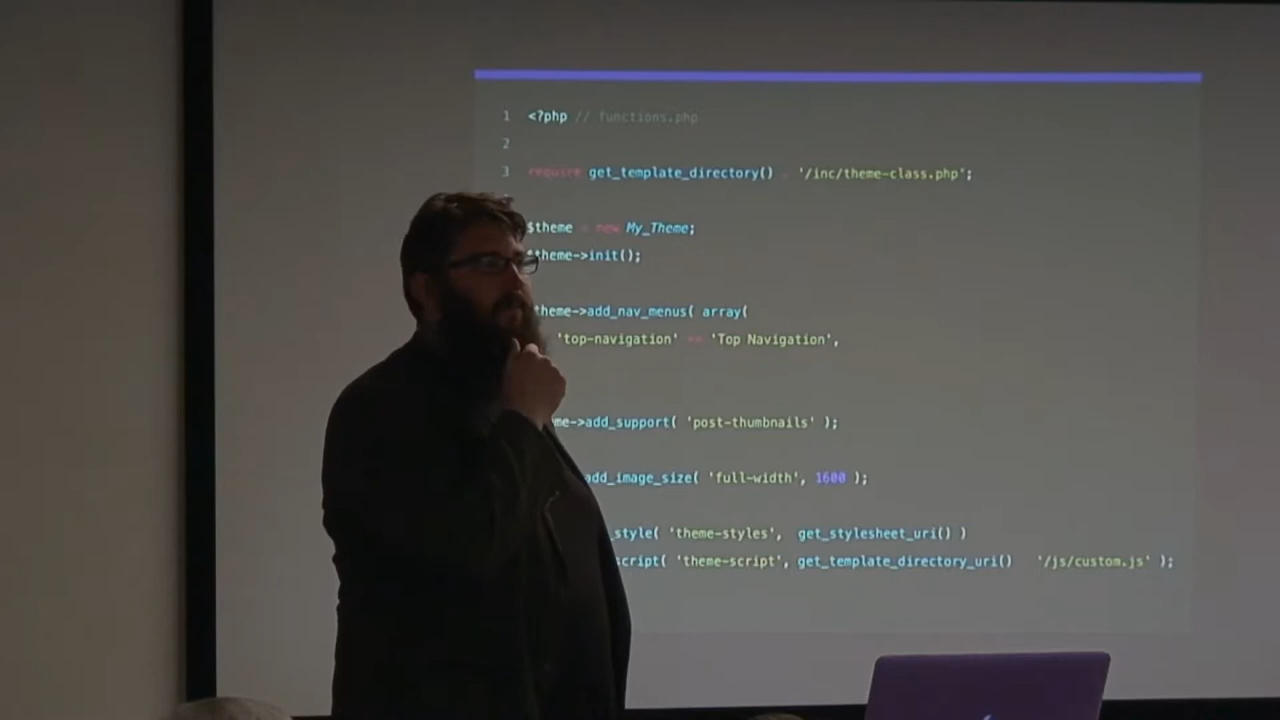 1 <?php // functions.php
2
3 require get_template_directory() . '/inc/theme-class.php';
$theme = new My_Theme;
theme->init();
theme->add_nav_menus( array(
'top-navigation' => 'Top Navigation',
me->add_support( 'post-thumbnails' );
add_image_size( 'full-width', 1600 );
_style( 'theme-styles', get_stylesheet_uri() )
script( 'theme-script', get_template_directory_uri() '/js/custom.js' );